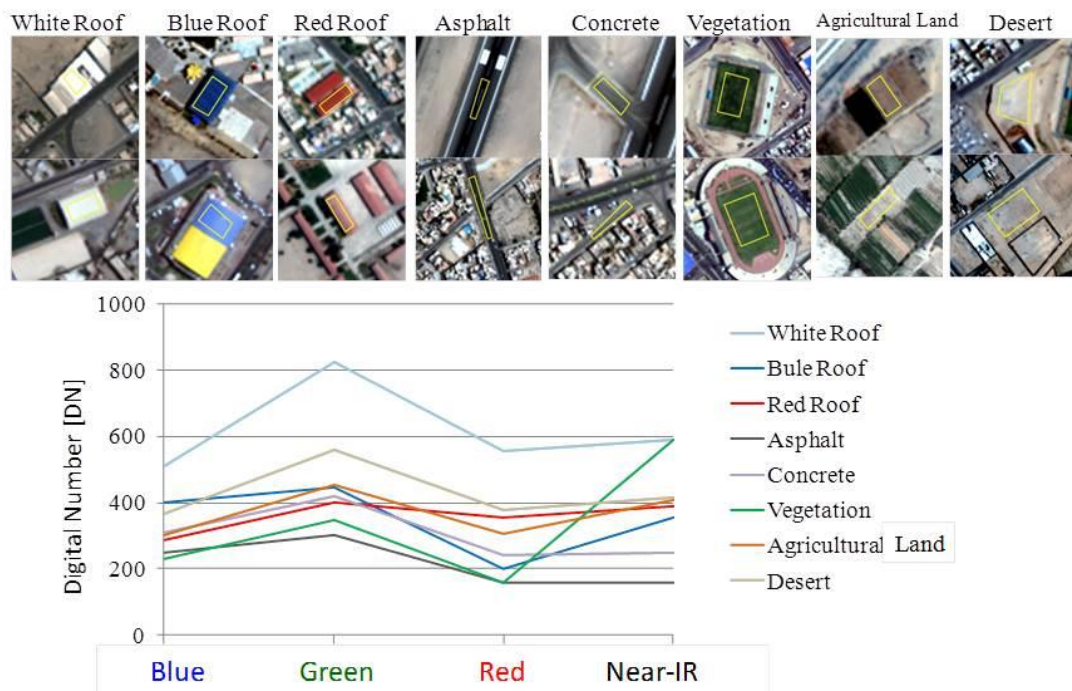 White Roof
Blue Roof
Red Roof
Asphalt
Concrete
Vegetation
Agricultural Land
Desert
1000
800
600
400
200
0
Digital Number [DN]
Blue
Green
Red
Near-IR
White Roof
Bule Roof
Red Roof
Asphalt
Concrete
Vegetation
Agricultural Land
Desert